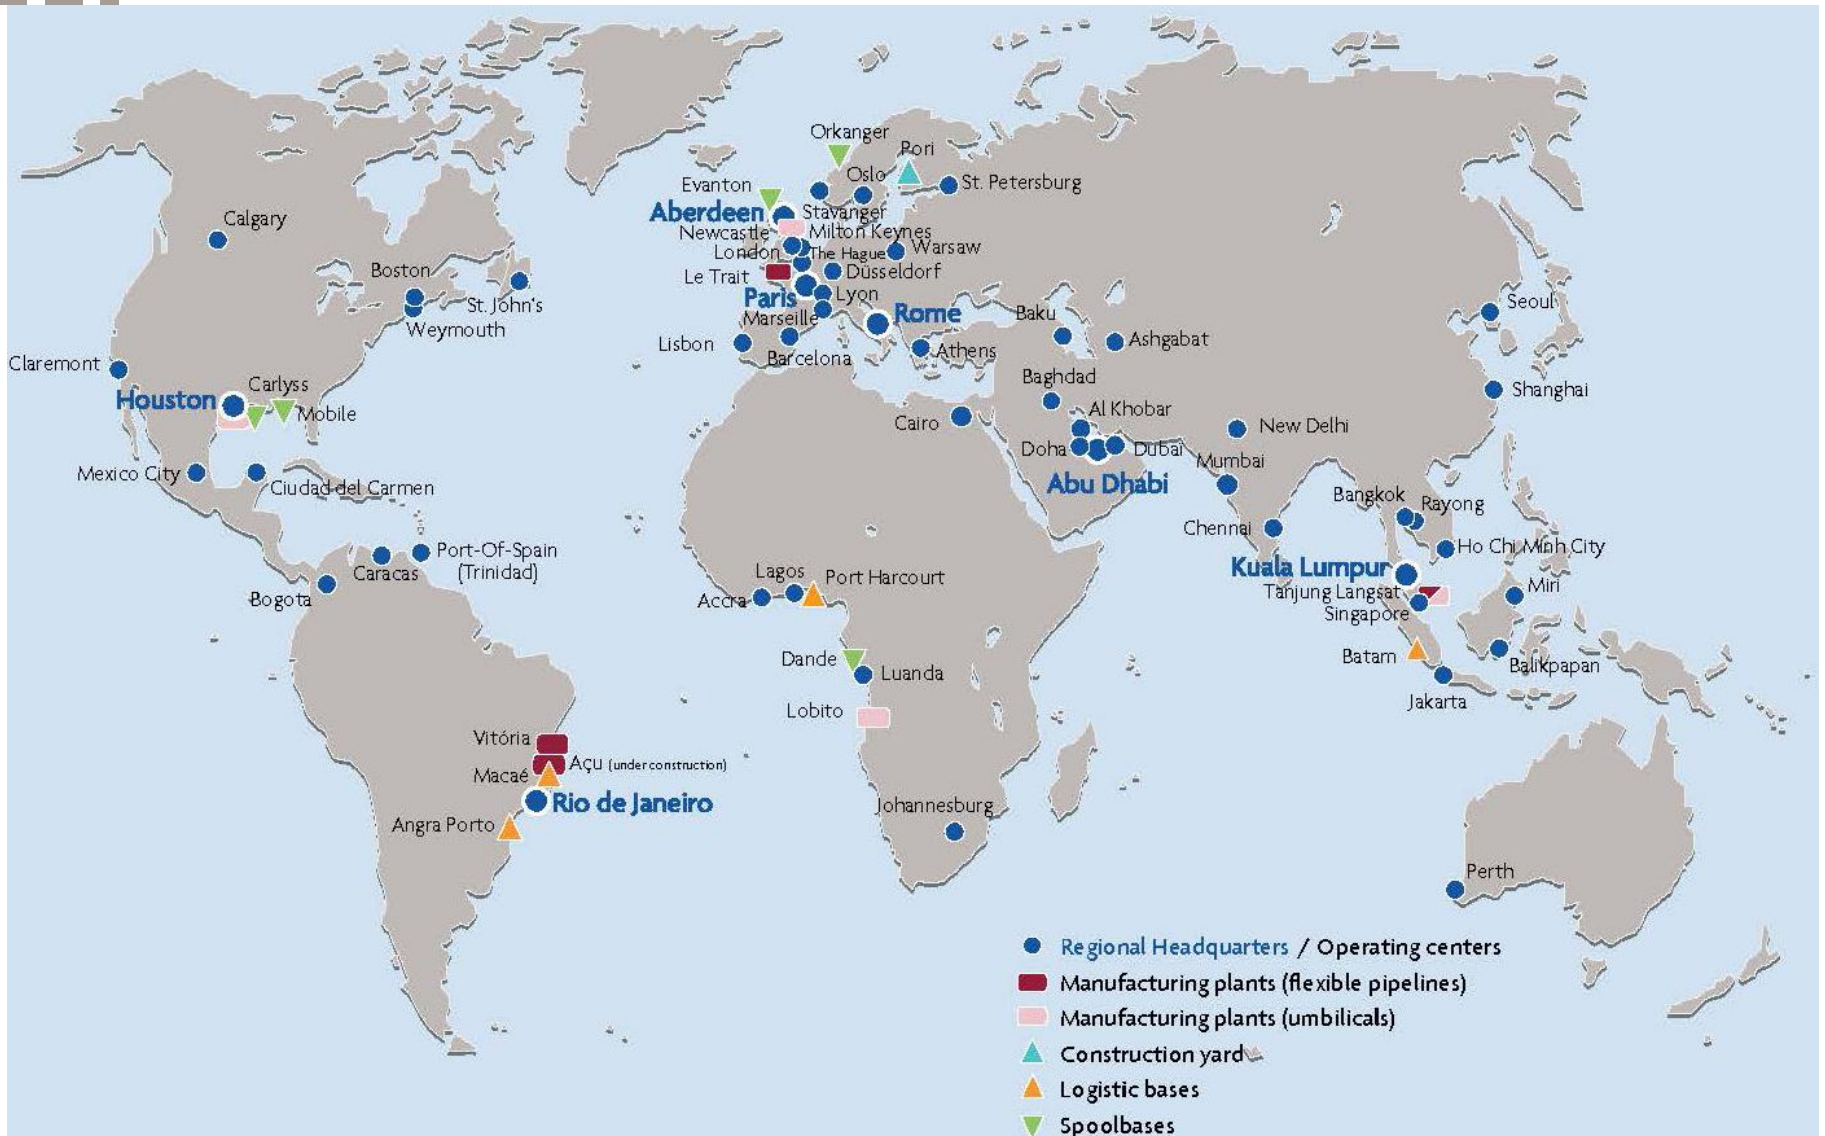 Orkanger
Pori
Evanton
Oslo
St. Petersburg
Aberdeen
Stavanger
Calgary
Newcastle
Milton Keynes
London
The Hague
Warsaw
Boston
Le Trait
Düsseldorf
St. John's
Paris
Lyon
Seoul
Weymouth
Marseille
Rome
Baku
Lisbon
Barcelona
Athens
Ashgabat
Claremont
Carlyss
Baghdad
Shanghai
Houston
Mobile
Cairo
Al Khobar
New Delhi
Doha
Dubai
Mumbai
Mexico City
Ciudad del Carmen
Abu Dhabi
Bangkok
Rayong
Chennai
Port-Of-Spain
(Trinidad)
Ho Chi Minh City
Caracas
Lagos
Port Harcourt
Kuala Lumpur
Bogota
Accra
Tanjung Langsat
Miri
Singapore
Dande
Luanda
Batam
Balikpapan
Lobito
Jakarta
Vitória
Açu (under construction)
Macaé
Rio de Janeiro
Johannesburg
Angra Porto
Perth
Regional Headquarters / Operating centers
Manufacturing plants (flexible pipelines)
Manufacturing plants (umbilicals)
Construction yard
Logistic bases
Spoolbases